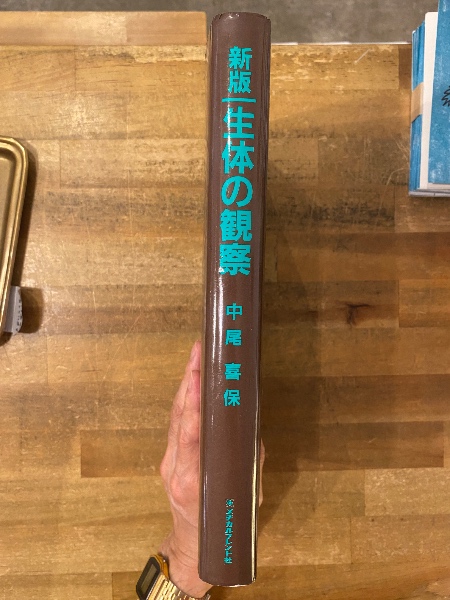 新版
生体の観察
中尾喜保
メヂカルフレンド社